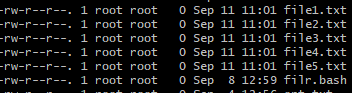 -rw-r--r--. 1 root root 0 Sep 11 11:01 file1.txt
-rw-r--r--. 1 root root 0 Sep 11 11:01 file2.txt
-rw-r--r--. 1 root root 0 Sep 11 11:01 file3.txt
-rw-r--r--. 1 root root 0 Sep 11 11:01 file4.txt
-rw-r--r--. 1 root root 0 Sep 11 11:01 file5.txt
-rw-r--r--. 1 root root 0 Sep 8 12:59 filr.bash